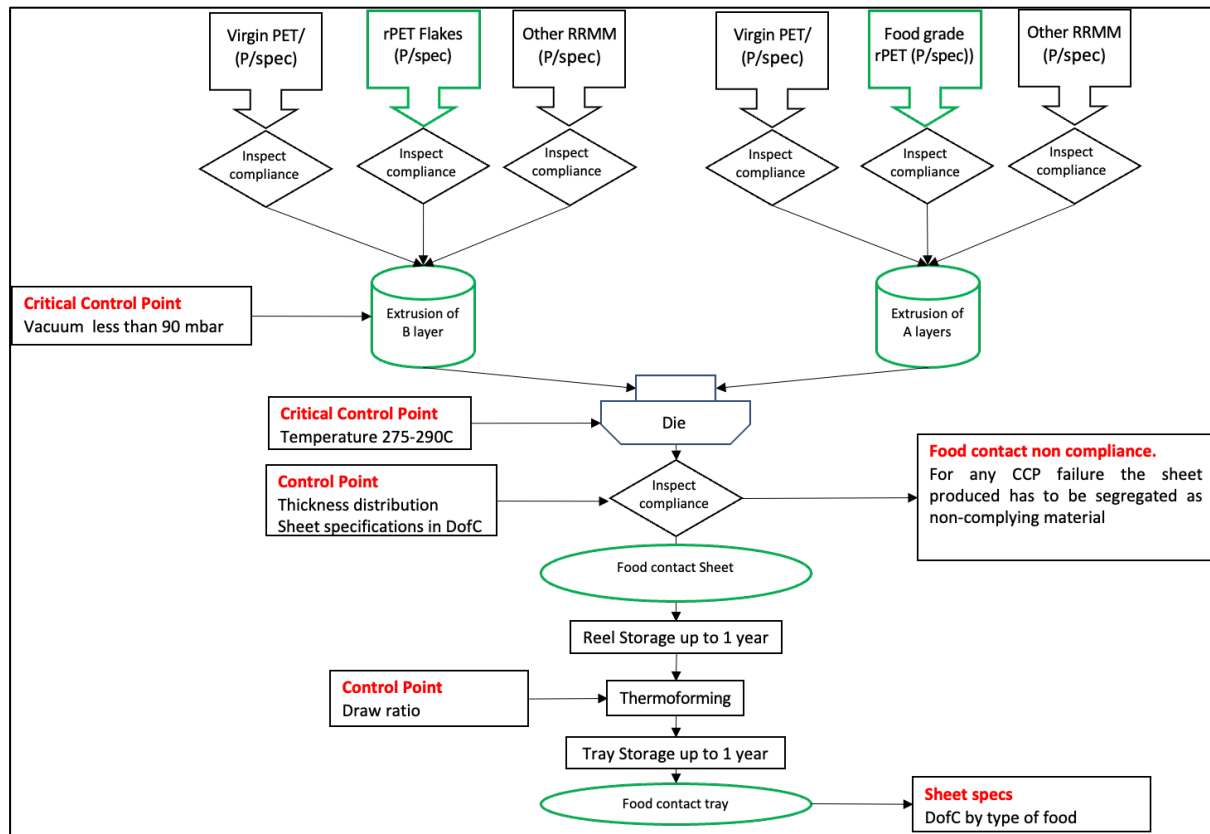 Virgin PET/
(P/spec)
rPET Flakes
(P/spec)
Other RRMM
(P/spec)
Virgin PET/
(P/spec)
Food grade
rPET (P/spec))
Other RRMM
(P/spec)
Inspect
compliance
Inspect
compliance
Inspect
compliance
Inspect
compliance
Inspect
compliance
Inspect
compliance
Critical Control Point
Vacuum less than 90 mbar
Extrusion of
B layer
Extrusion of
A layers
Critical Control Point
Temperature 275-290C
Die
Control Point
Thickness distribution
Sheet specifications in DofC
Inspect
compliance
Food contact non compliance.
For any CCP failure the sheet
produced has to be segregated as
non-complying material
Food contact Sheet
Reel Storage up to 1 year
Control Point
Draw ratio
Thermoforming
Tray Storage up to 1 year
Food contact tray
Sheet specs
DofC by type of food